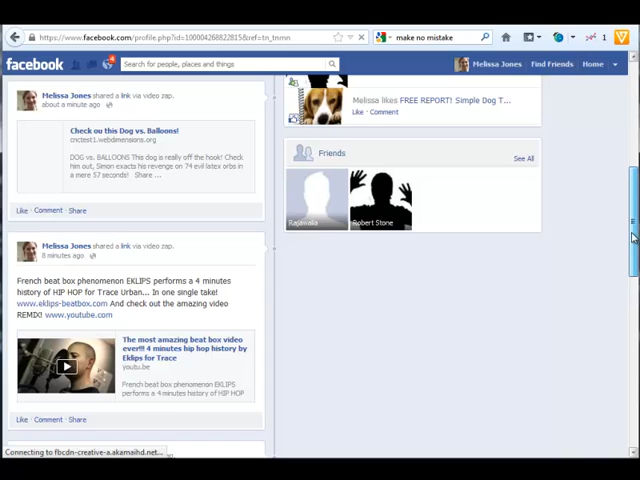 www.facebook.com/profile.php?id=100004268822815&ref=tn_tnmn
make no mistake
facebook
Search for people, places and things
Melissa Jones
Find Friends
Home
Melissa Jones shared a link via video zap.
about a minute ago
Check ou this Dog vs. Balloons!
cnctest1.webdimensions.org
DOG vs. BALLOONS This dog is really off the hook! Check
him out, Simon exacts his revenge on 74 evil latex orbs in
a mere 57 seconds! Share ...
Like · Comment · Share
Melissa Jones shared a link via video zap.
8 minutes ago
French beat box phenomenon EKLIPS performs a 4 minutes
history of HIP HOP for Trace Urban... In one single take!
www.eklips-beatbox.com And check out the amazing video
REMIX! www.youtube.com
The most amazing beat box video
ever!!! 4 minutes hip hop history by
Eklips for Trace
youtu.be
French beat box phenomenon EKLIPS
performs a 4 minutes history of HIP HOP
Like · Comment · Share
Connecting to fbcdn-creative-a.akamaihd.net...
Melissa likes FREE REPORT! Simple Dog T...
Like · Comment
Friends
See All
Rajawala
Robert Stone